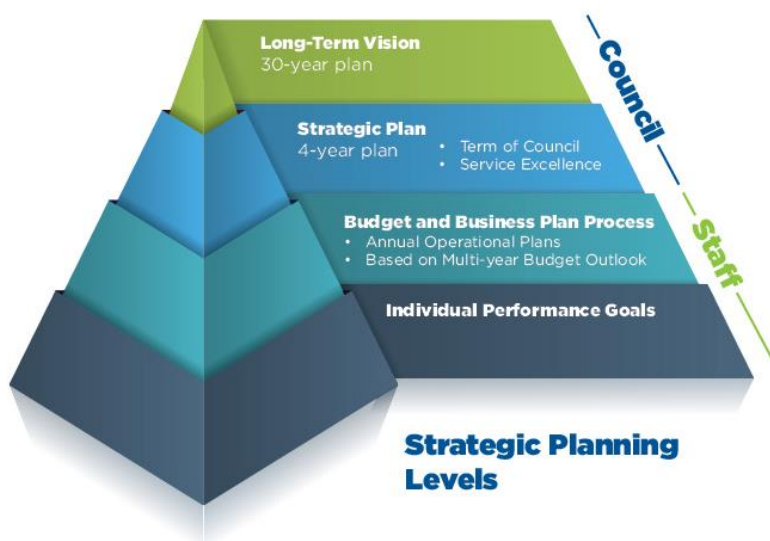 Long-Term Vision
30-year plan
Strategic Plan
4-year plan
• Term of Council
• Service Excellence
Budget and Business Plan Process
• Annual Operational Plans
• Based on Multi-year Budget Outlook
Individual Performance Goals
Council
Staff
Strategic Planning
Levels